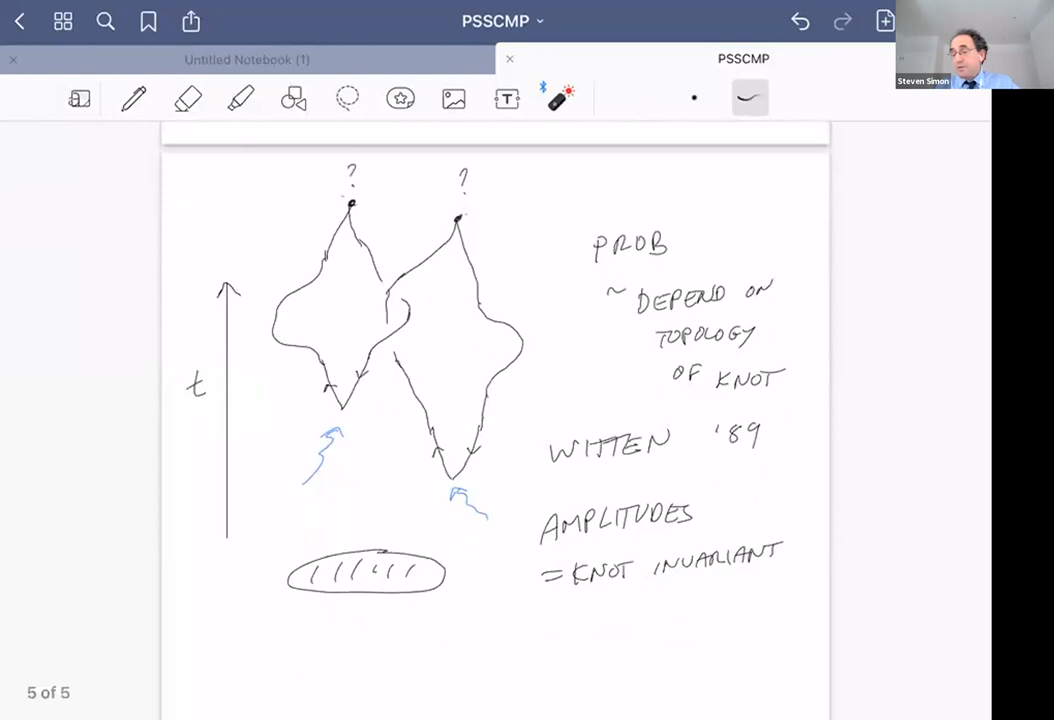 PSSCMP
Untitled Notebook (1)
PSSCMP
Steven Simon
T
? ?
PROB
~ DEPEND ON
TOPOLOGY
OF KNOT
t
WITTEN '89
AMPLITUDES
= KNOT INVARIANT
5 of 5